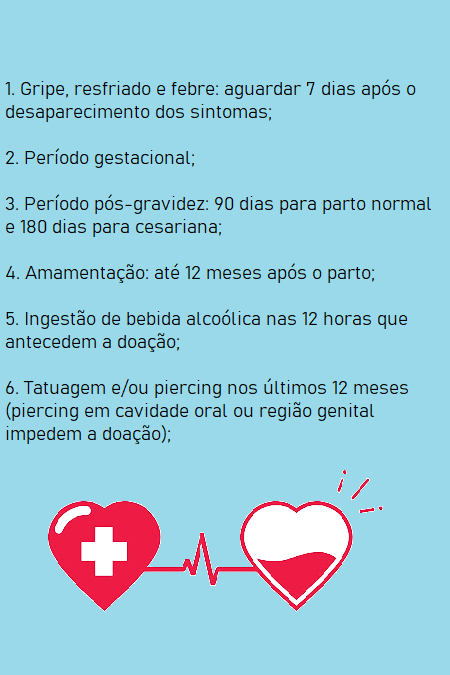 1. Gripe, resfriado e febre: aguardar 7 dias após o
desaparecimento dos sintomas;
2. Período gestacional;
3. Período pós-gravidez: 90 dias para parto normal
e 180 dias para cesariana;
4. Amamentação: até 12 meses após o parto;
5. Ingestão de bebida alcoólica nas 12 horas que
antecedem a doação;
6. Tatuagem e/ou piercing nos últimos 12 meses
(piercing em cavidade oral ou região genital
impedem a doação);